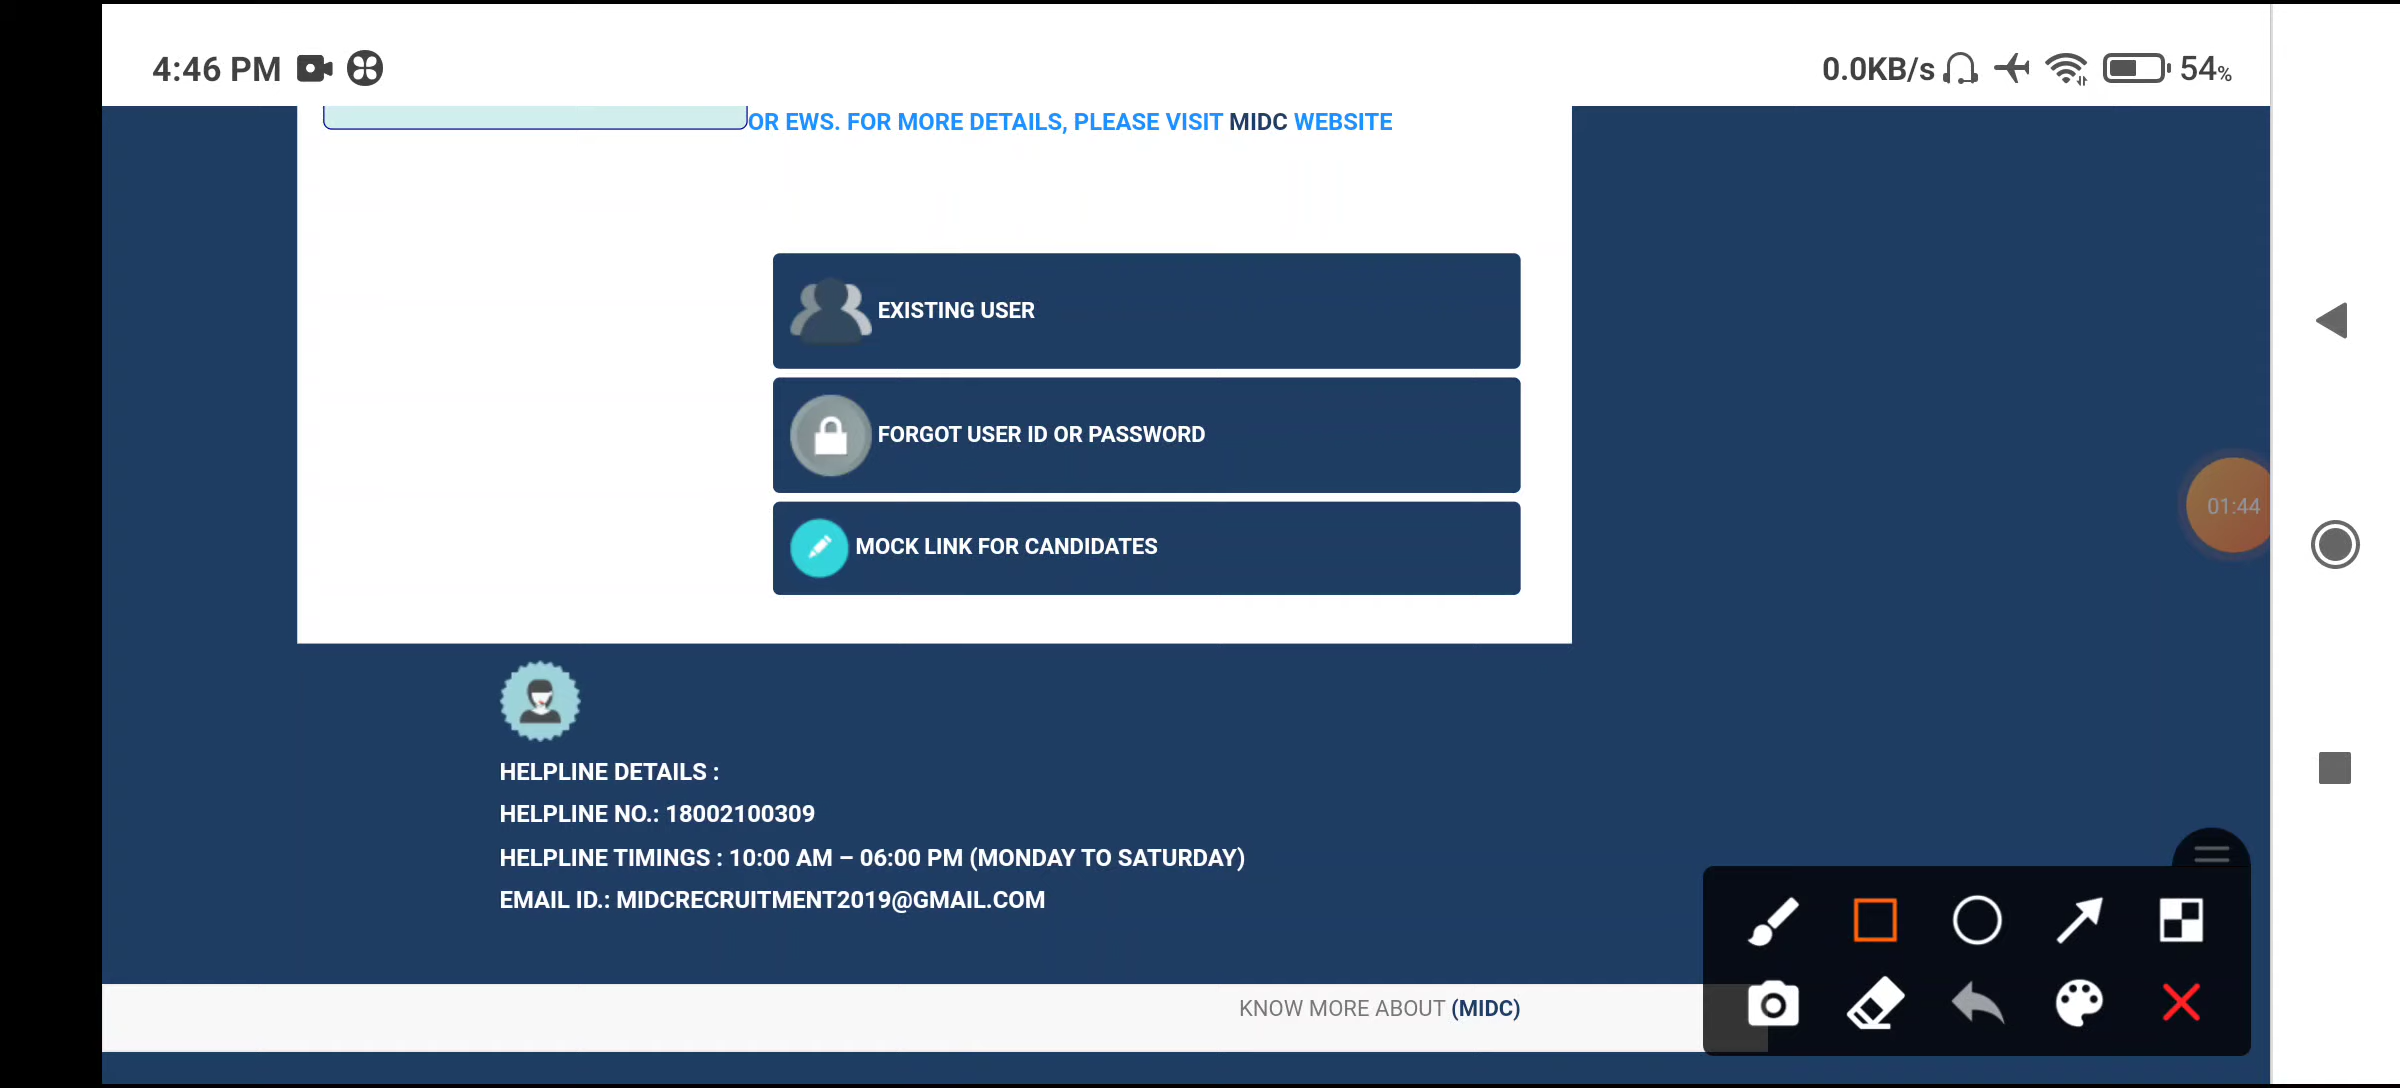 4:46 PM
0.0KB/s
54%
OR EWS. FOR MORE DETAILS, PLEASE VISIT MIDC WEBSITE
EXISTING USER
FORGOT USER ID OR PASSWORD
01:44
MOCK LINK FOR CANDIDATES
HELPLINE DETAILS :
HELPLINE NO.: 18002100309
HELPLINE TIMINGS : 10:00 AM – 06:00 PM (MONDAY TO SATURDAY)
EMAIL ID.: MIDCRECRUITMENT2019@GMAIL.COM
KNOW MORE ABOUT (MIDC)